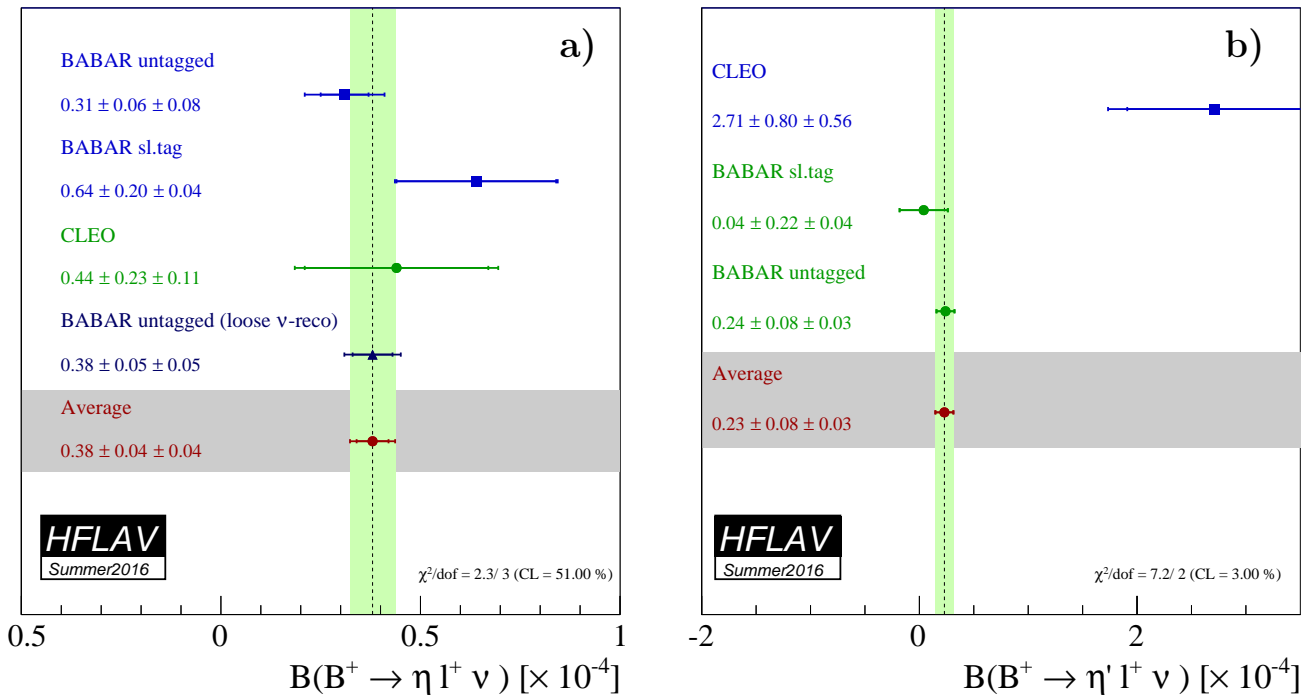 a)
BABAR untagged
0.31 ± 0.06 ± 0.08
BABAR sl.tag
0.64 ± 0.20 ± 0.04
CLEO
0.44 ± 0.23 ± 0.11
BABAR untagged (loose ν-reco)
0.38 ± 0.05 ± 0.05
Average
0.38 ± 0.04 ± 0.04
HFLAV
Summer2016
χ²/dof = 2.3/ 3 (CL = 51.00 %)
0.5 0 0.5 1
B(B⁺ → η l⁺ ν ) [× 10⁻⁴]
b)
CLEO
2.71 ± 0.80 ± 0.56
BABAR sl.tag
0.04 ± 0.22 ± 0.04
BABAR untagged
0.24 ± 0.08 ± 0.03
Average
0.23 ± 0.08 ± 0.03
HFLAV
Summer2016
χ²/dof = 7.2/ 2 (CL = 3.00 %)
-2 0 2
B(B⁺ → η' l⁺ ν ) [× 10⁻⁴]